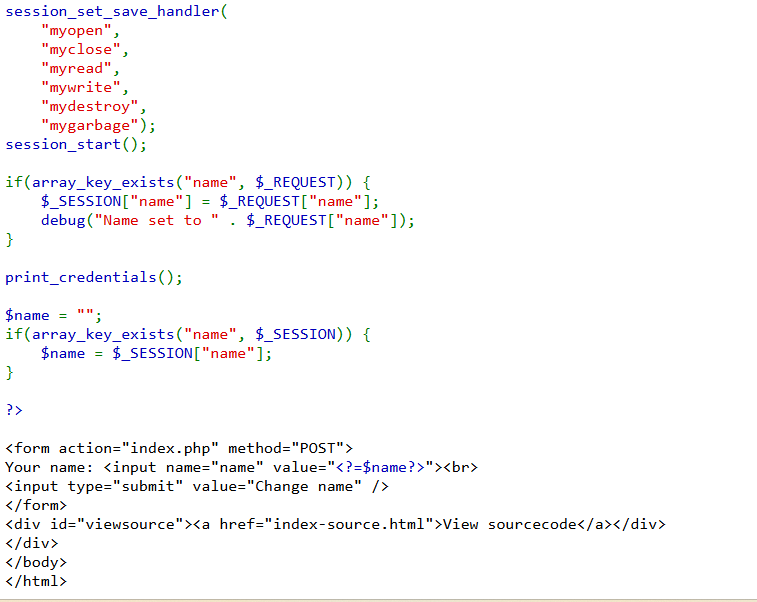 session_set_save_handler(
    "myopen",
    "myclose",
    "myread",
    "mywrite",
    "mydestroy",
    "mygarbage");
session_start();

if(array_key_exists("name", $_REQUEST)) {
    $_SESSION["name"] = $_REQUEST["name"];
    debug("Name set to " . $_REQUEST["name"]);
}

print_credentials();

$name = "";
if(array_key_exists("name", $_SESSION)) {
    $name = $_SESSION["name"];
}

?>

<form action="index.php" method="POST">
Your name: <input name="name" value="<?=$name?>"><br>
<input type="submit" value="Change name" />
</form>
<div id="viewsource"><a href="index-source.html">View sourcecode</a></div>
</div>
</body>
</html>